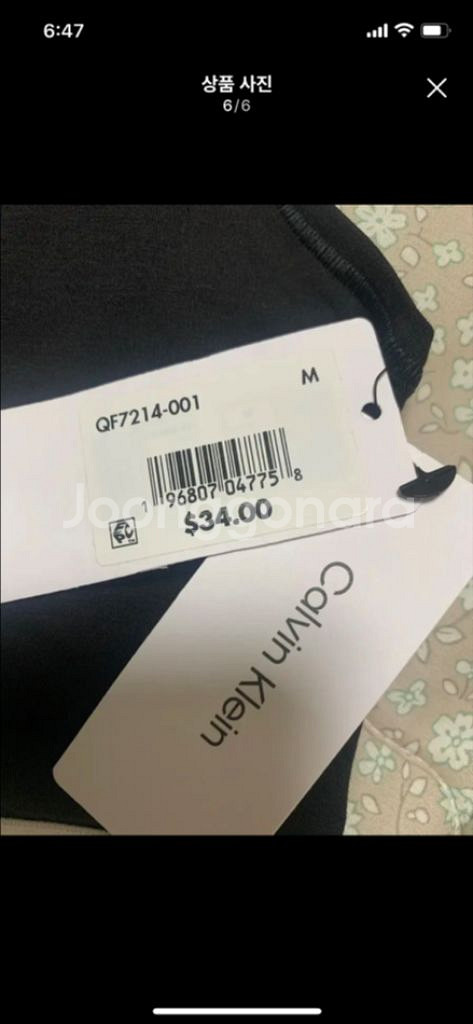 6:47
상품 사진
6/6
M
QF7214-001
1 96807 04775 8
$34.00
Joonggonara
Calvin Klein